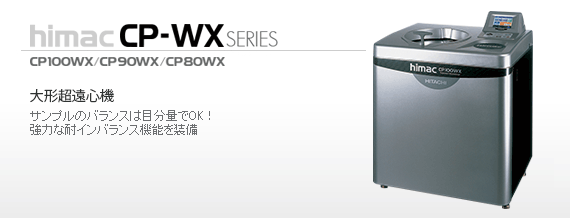 himac CP-WX SERIES
CP100WX/CP90WX/CP80WX
大形超遠心機
サンプルのバランスは目分量でOK！
強力な耐インバランス機能を装備
himac CP100WX
HITACHI